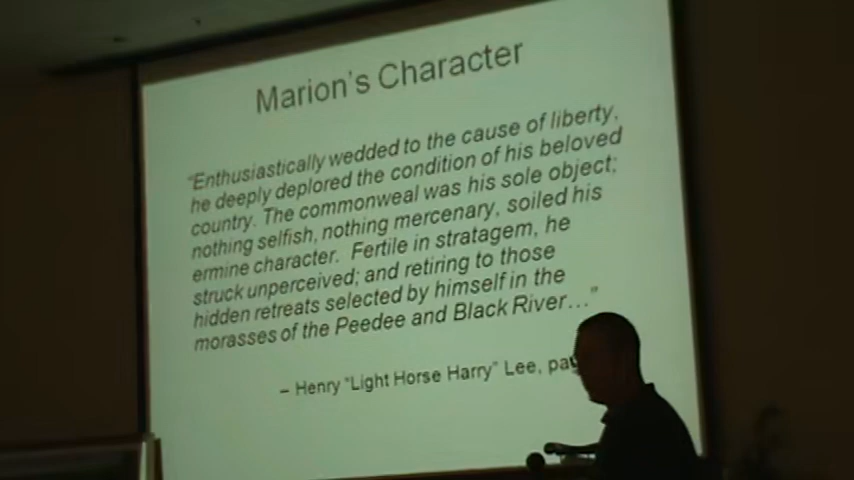 Marion's Character
"Enthusiastically wedded to the cause of liberty,
he deeply deplored the condition of his beloved
country. The commonweal was his sole object;
nothing selfish, nothing mercenary, soiled his
ermine character. Fertile in stratagem, he
struck unperceived; and retiring to those
hidden retreats selected by himself in the
morasses of the Peedee and Black River…"
– Henry "Light Horse Harry" Lee,